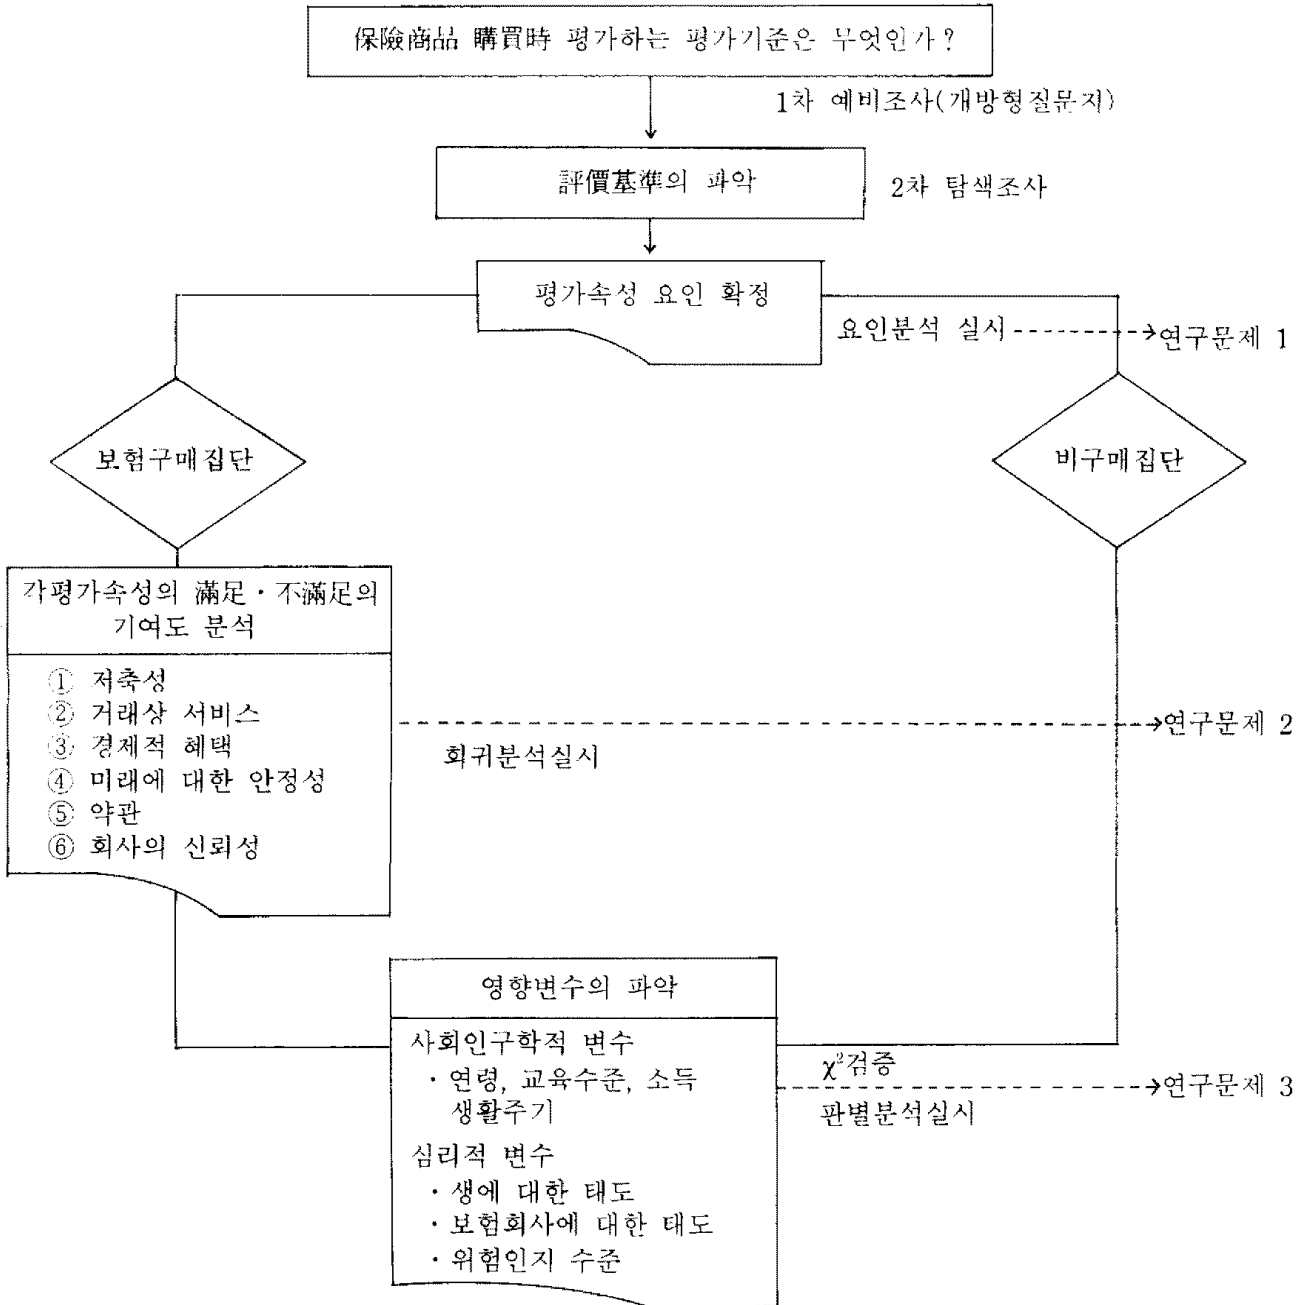 保險商品 購買時 평가하는 평가기준은 무엇인가?
1차 예비조사(개방형질문지)
評價基準의 파악
2차 탐색조사
평가속성 요인 확정
요인분석 실시
연구문제 1
보험구매집단
비구매집단
각평가속성의 滿足·不滿足의
기여도 분석
① 저축성
② 거래상 서비스
③ 경제적 혜택
④ 미래에 대한 안정성
⑤ 약관
⑥ 회사의 신뢰성
회귀분석실시
연구문제 2
영향변수의 파악
사회인구학적 변수
· 연령, 교육수준, 소득
생활주기
심리적 변수
· 생에 대한 태도
· 보험회사에 대한 태도
· 위험인지 수준
χ²검증
판별분석실시
연구문제 3